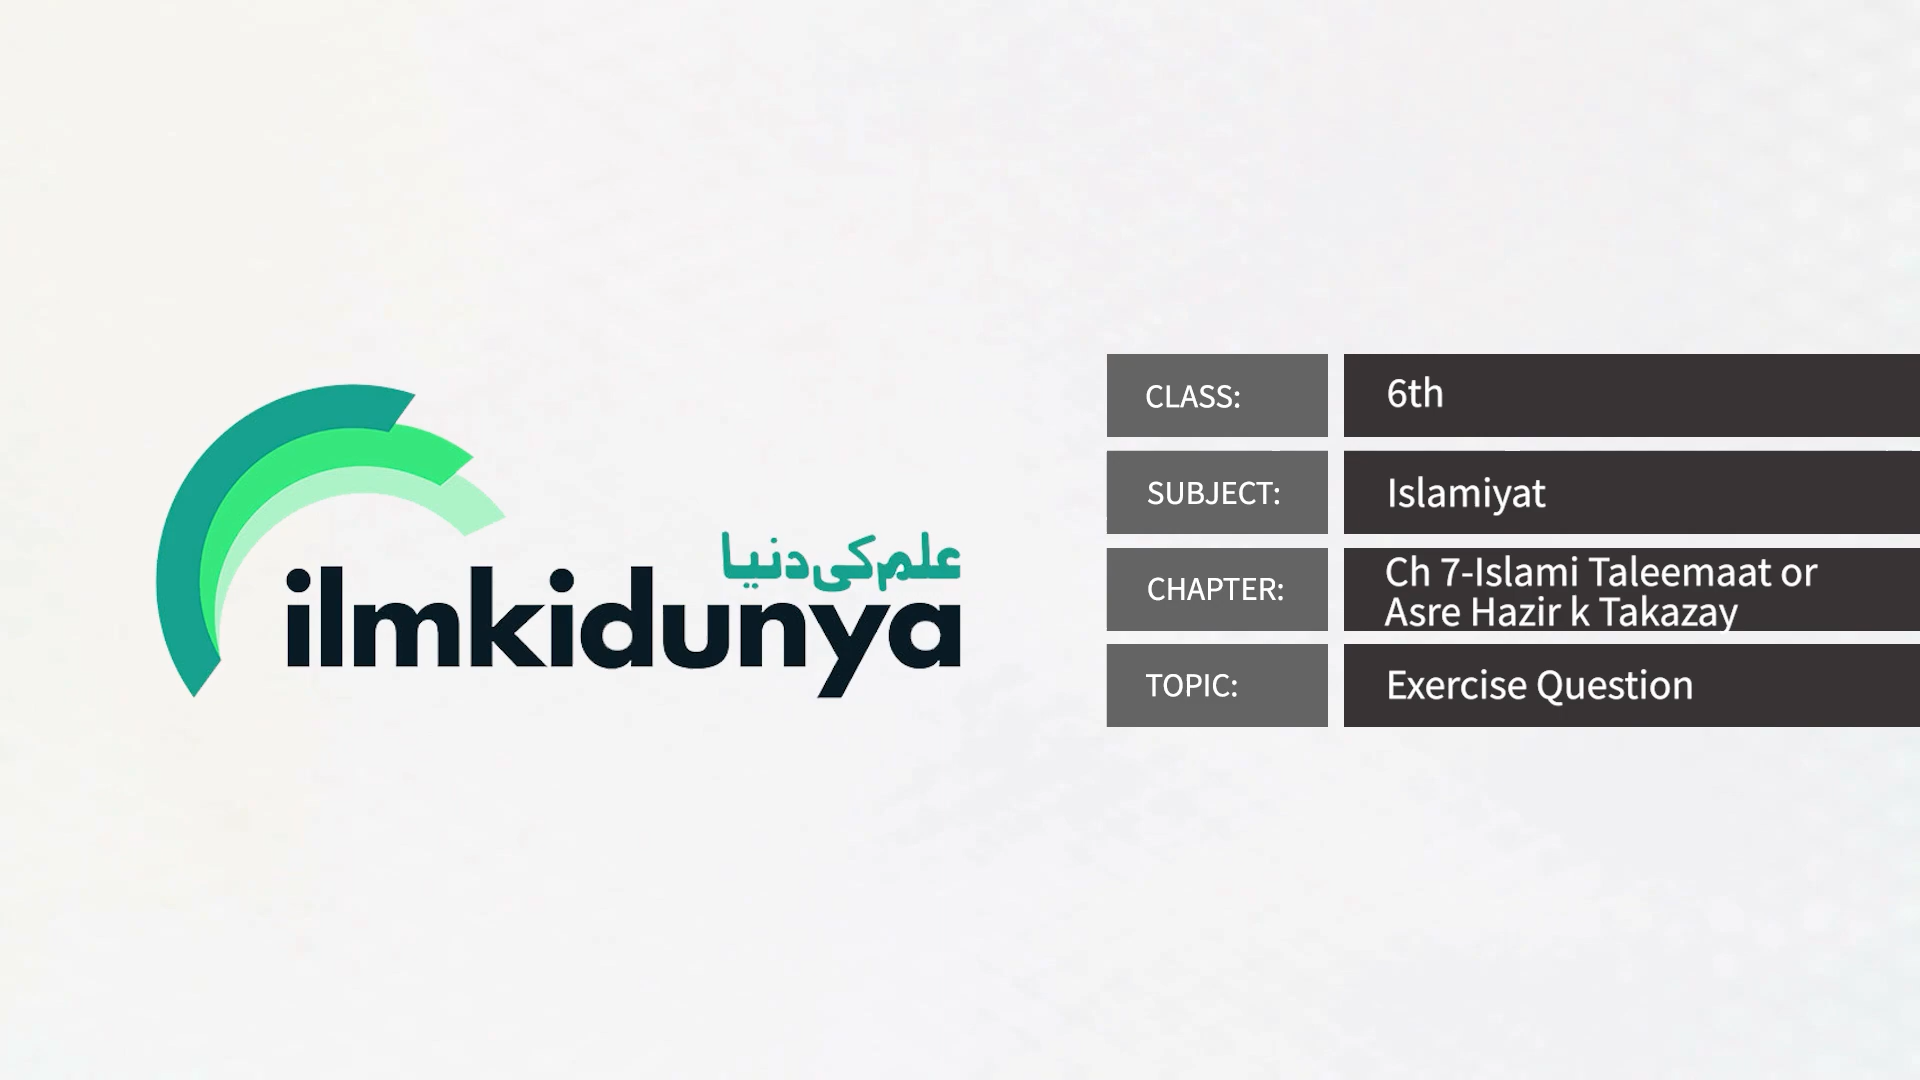 علم کی دنیا
ilmkidunya
CLASS: 6th
SUBJECT: Islamiyat
CHAPTER: Ch 7-Islami Taleemaat or
Asre Hazir k Takazay
TOPIC: Exercise Question